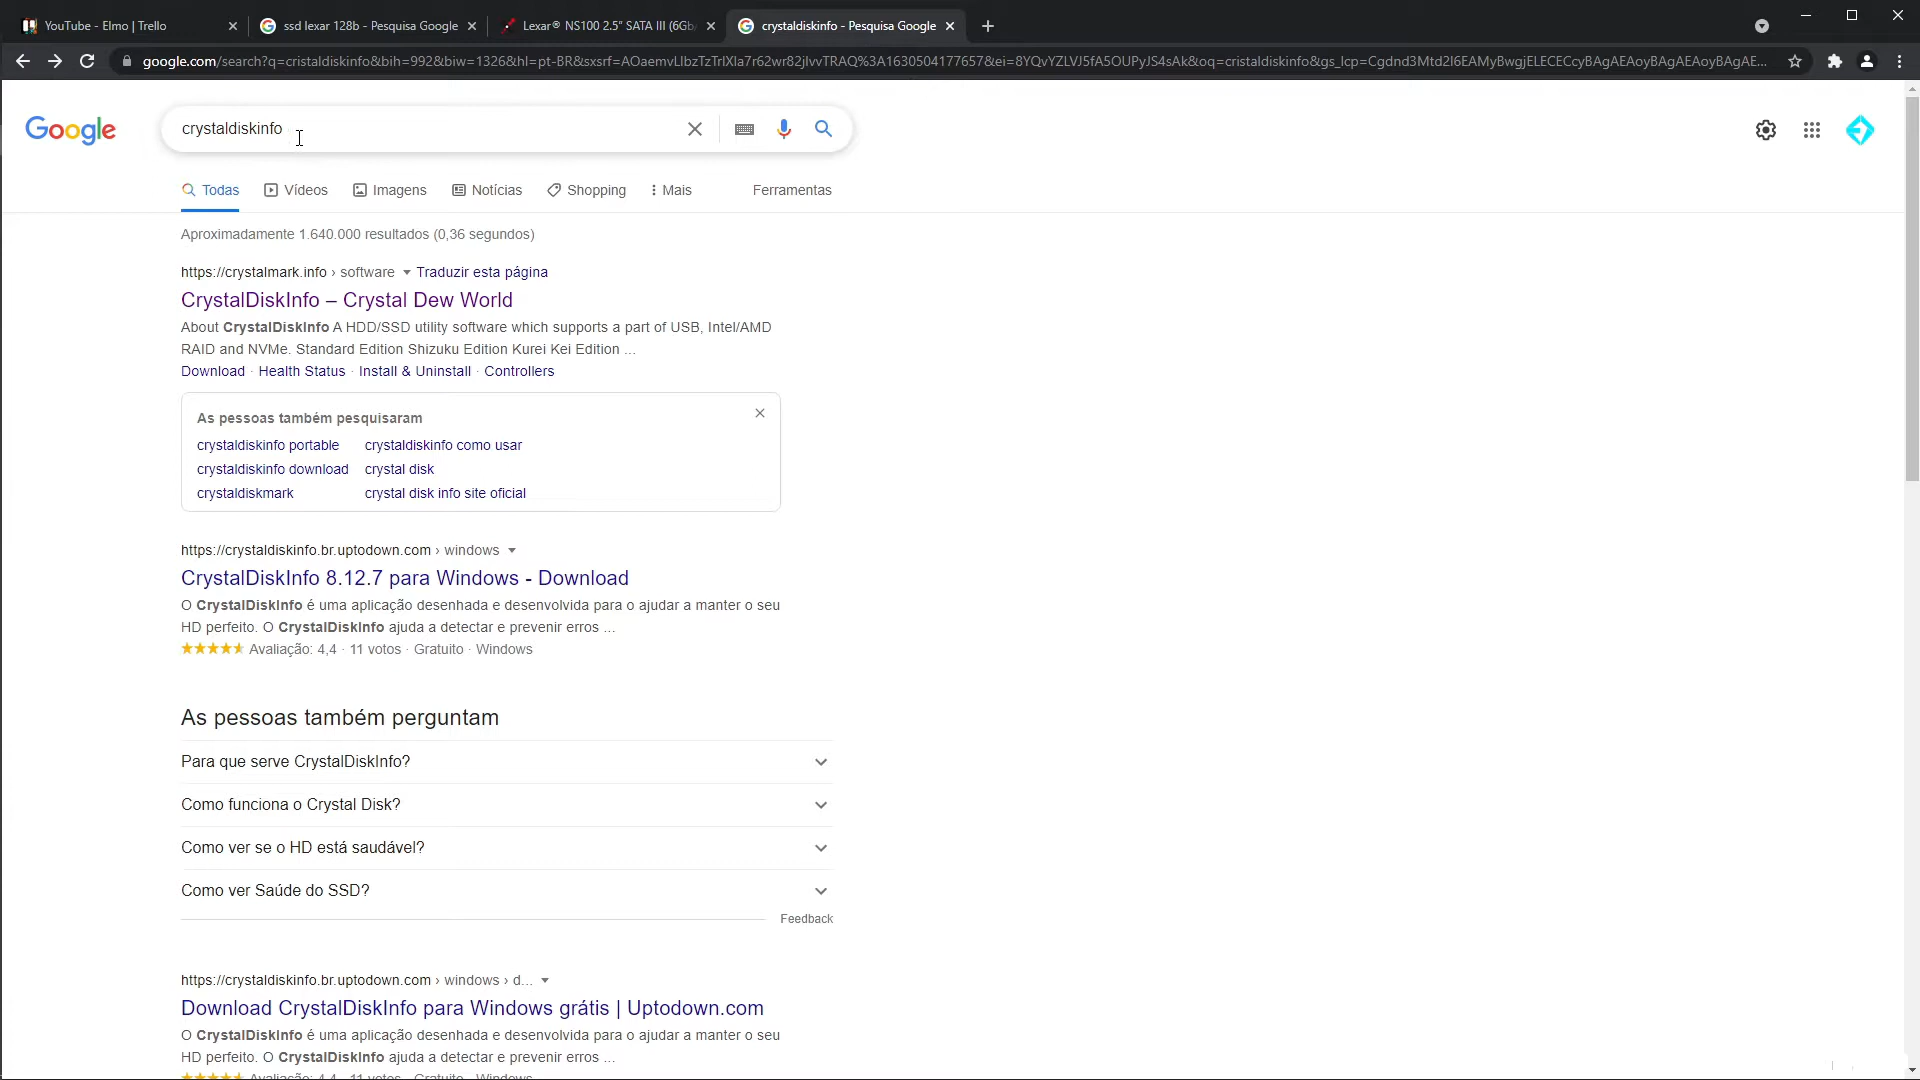 YouTube - Elmo | Trello
ssd lexar 128b - Pesquisa Google
Lexar® NS100 2.5" SATA III (6Gb/
crystaldiskinfo - Pesquisa Google
google.com/search?q=cristaldiskinfo&bih=992&biw=1326&hl=pt-BR&sxsrf=
Google
crystaldiskinfo
Todas
Vídeos
Imagens
Notícias
Shopping
Mais
Ferramentas
Aproximadamente 1.640.000 resultados (0,36 segundos)
https://crystalmark.info › software Traduzir esta página
CrystalDiskInfo – Crystal Dew World
About CrystalDiskInfo A HDD/SSD utility software which supports a part of USB, Intel/AMD
RAID and NVMe. Standard Edition Shizuku Edition Kurei Kei Edition ...
Download · Health Status · Install & Uninstall · Controllers
As pessoas também pesquisaram
crystaldiskinfo portable crystaldiskinfo como usar
crystaldiskinfo download crystal disk
crystaldiskmark crystal disk info site oficial
https://crystaldiskinfo.br.uptodown.com › windows
CrystalDiskInfo 8.12.7 para Windows - Download
O CrystalDiskInfo é uma aplicação desenhada e desenvolvida para o ajudar a manter o seu
HD perfeito. O CrystalDiskInfo ajuda a detectar e prevenir erros ...
Avaliação: 4,4 · 11 votos · Gratuito · Windows
As pessoas também perguntam
Para que serve CrystalDiskInfo?
Como funciona o Crystal Disk?
Como ver se o HD está saudável?
Como ver Saúde do SSD?
Feedback
https://crystaldiskinfo.br.uptodown.com › windows › d...
Download CrystalDiskInfo para Windows grátis | Uptodown.com
O CrystalDiskInfo é uma aplicação desenhada e desenvolvida para o ajudar a manter o seu
HD perfeito. O CrystalDiskInfo ajuda a detectar e prevenir erros ...
Avaliação: 4,4 · 11 votos · Gratuito · Windows